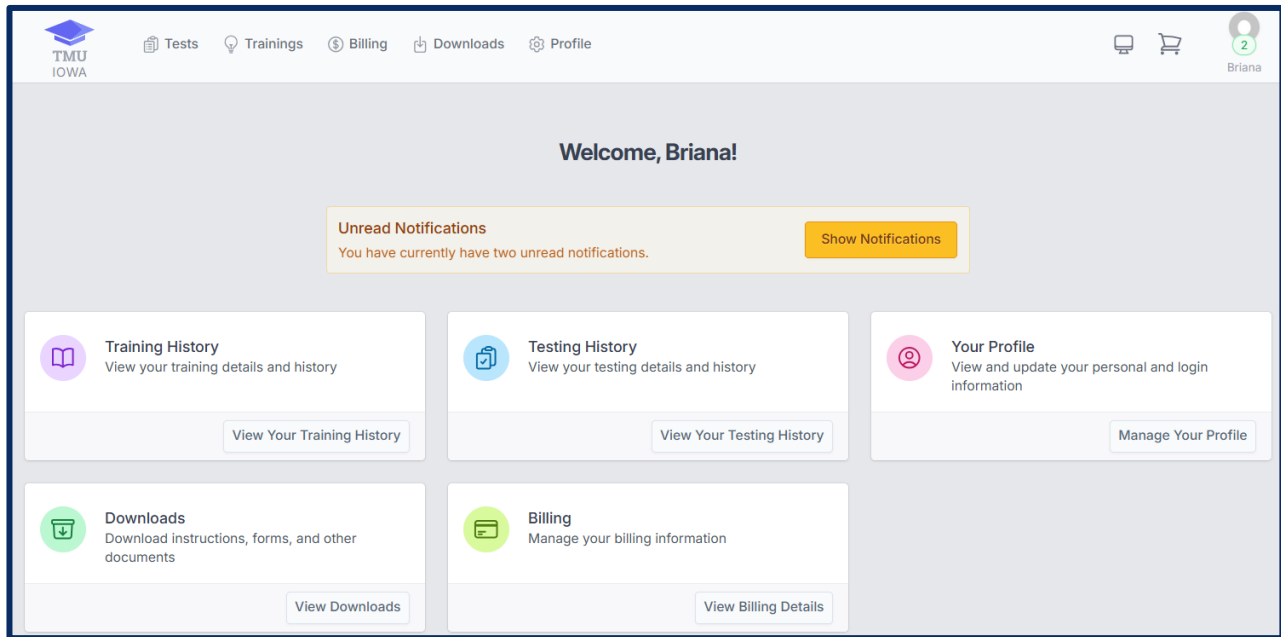 TMU
IOWA
Tests
Trainings
Billing
Downloads
Profile
2
Briana
Welcome, Briana!
Unread Notifications
You have currently have two unread notifications.
Show Notifications
Training History
View your training details and history
View Your Training History
Testing History
View your testing details and history
View Your Testing History
Your Profile
View and update your personal and login
information
Manage Your Profile
Downloads
Download instructions, forms, and other
documents
View Downloads
Billing
Manage your billing information
View Billing Details